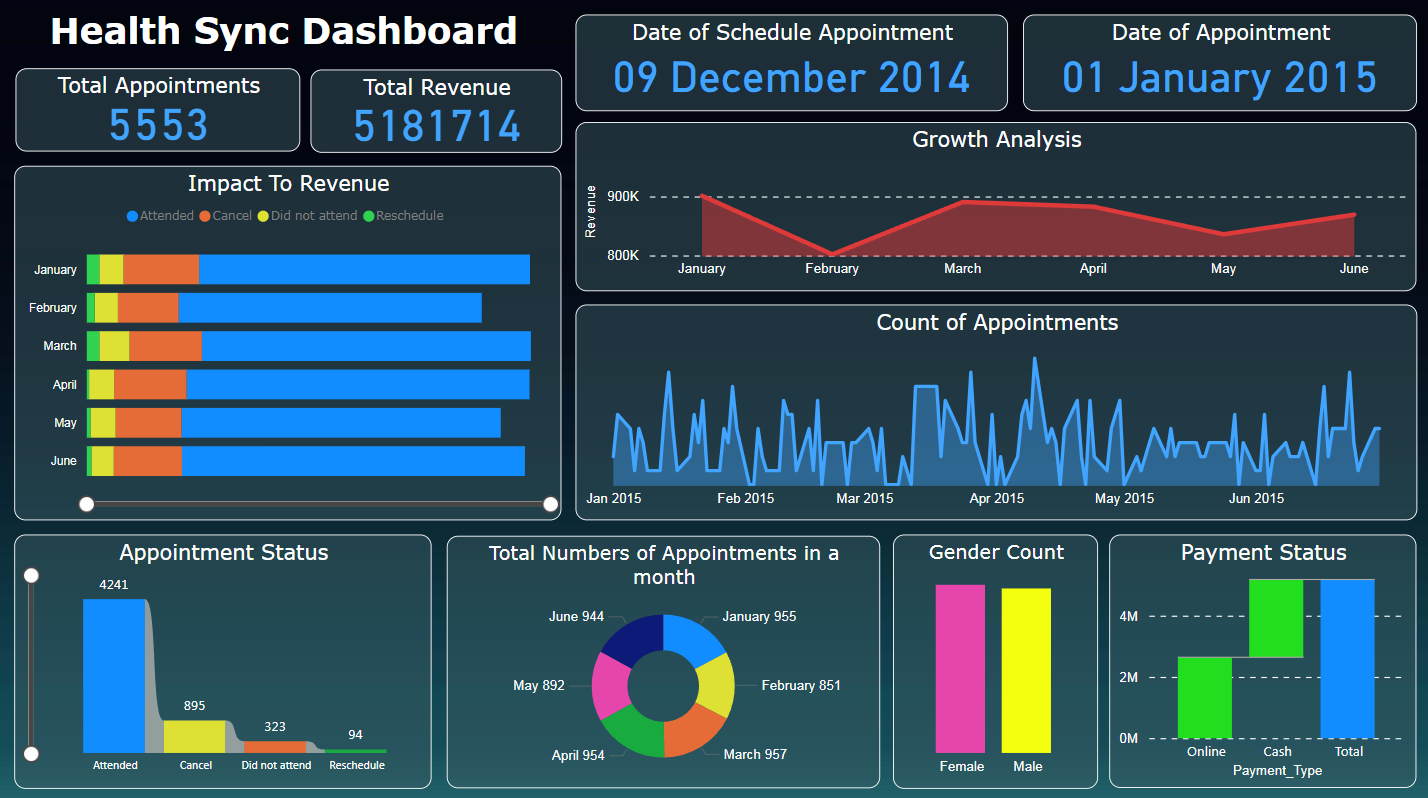 Health Sync Dashboard
Total Appointments
5553
Total Revenue
5181714
Date of Schedule Appointment
09 December 2014
Date of Appointment
01 January 2015
Impact To Revenue
Attended Cancel Did not attend Reschedule
January
February
March
April
May
June
Growth Analysis
Revenue
900K
800K
January February March April May June
Count of Appointments
Jan 2015 Feb 2015 Mar 2015 Apr 2015 May 2015 Jun 2015
Appointment Status
4241
895
323
94
Attended Cancel Did not attend Reschedule
Total Numbers of Appointments in a
month
June 944 January 955
May 892 February 851
April 954 March 957
Gender Count
Female Male
Payment Status
4M
2M
0M
Online Cash Total
Payment_Type